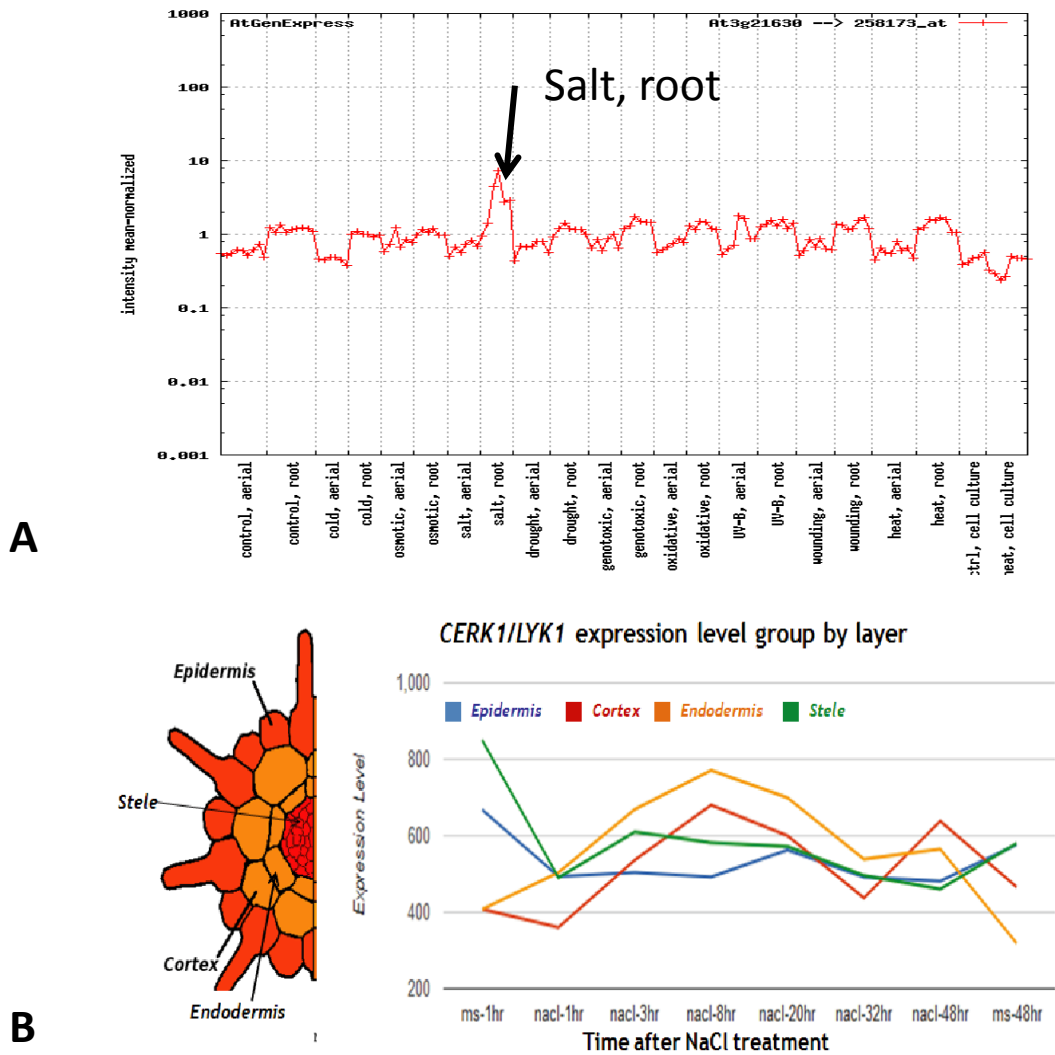 1000
AtGenExpress
At3g21630 --> 258173_at
100
Salt, root
10
1
0.1
0.01
0.001
intensity mean-normalized
control, aerial
control, root
cold, aerial
cold, root
osmotic, aerial
osmotic, root
salt, aerial
salt, root
drought, aerial
drought, root
genotoxic, aerial
genotoxic, root
oxidative, aerial
oxidative, root
UV-B, aerial
UV-B, root
wounding, aerial
wounding, root
heat, aerial
heat, root
ctrl, cell culture
heat, cell culture
A
CERK1/LYK1 expression level group by layer
Epidermis
Stele
Cortex
Endodermis
1,000
Epidermis Cortex Endodermis Stele
800
600
400
200
Expression Level
ms-1hr nacl-1hr nacl-3hr nacl-8hr nacl-20hr nacl-32hr nacl-48hr ms-48hr
Time after NaCl treatment
B